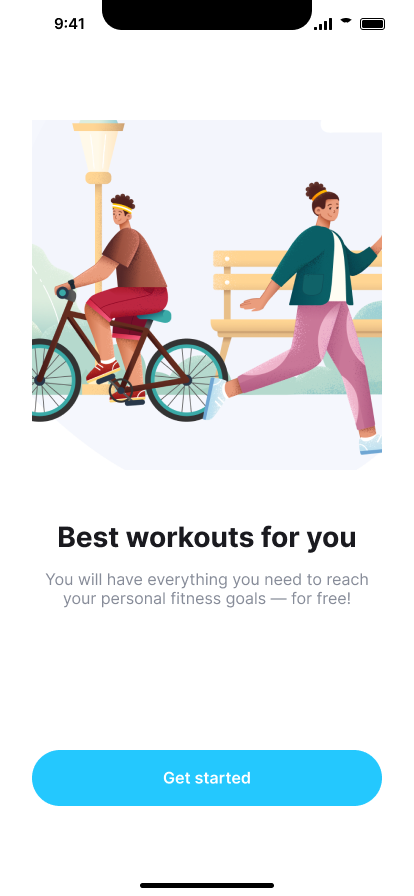 9:41
Best workouts for you
You will have everything you need to reach
your personal fitness goals — for free!
Get started